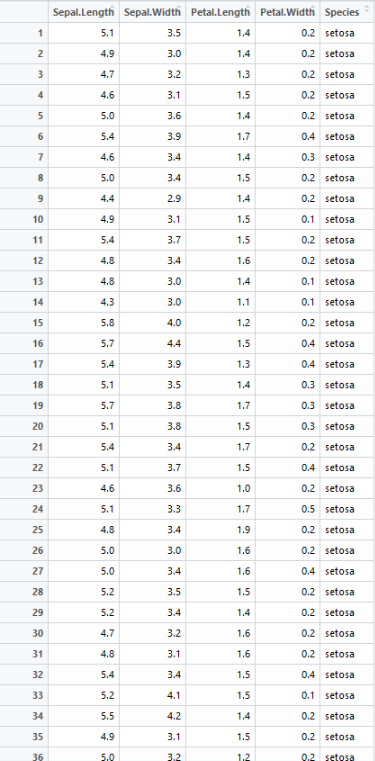 Sepal.Length Sepal.Width Petal.Length Petal.Width Species
1 5.1 3.5 1.4 0.2 setosa
2 4.9 3.0 1.4 0.2 setosa
3 4.7 3.2 1.3 0.2 setosa
4 4.6 3.1 1.5 0.2 setosa
5 5.0 3.6 1.4 0.2 setosa
6 5.4 3.9 1.7 0.4 setosa
7 4.6 3.4 1.4 0.3 setosa
8 5.0 3.4 1.5 0.2 setosa
9 4.4 2.9 1.4 0.2 setosa
10 4.9 3.1 1.5 0.1 setosa
11 5.4 3.7 1.5 0.2 setosa
12 4.8 3.4 1.6 0.2 setosa
13 4.8 3.0 1.4 0.1 setosa
14 4.3 3.0 1.1 0.1 setosa
15 5.8 4.0 1.2 0.2 setosa
16 5.7 4.4 1.5 0.4 setosa
17 5.4 3.9 1.3 0.4 setosa
18 5.1 3.5 1.4 0.3 setosa
19 5.7 3.8 1.7 0.3 setosa
20 5.1 3.8 1.5 0.3 setosa
21 5.4 3.4 1.7 0.2 setosa
22 5.1 3.7 1.5 0.4 setosa
23 4.6 3.6 1.0 0.2 setosa
24 5.1 3.3 1.7 0.5 setosa
25 4.8 3.4 1.9 0.2 setosa
26 5.0 3.0 1.6 0.2 setosa
27 5.0 3.4 1.6 0.4 setosa
28 5.2 3.5 1.5 0.2 setosa
29 5.2 3.4 1.4 0.2 setosa
30 4.7 3.2 1.6 0.2 setosa
31 4.8 3.1 1.6 0.2 setosa
32 5.4 3.4 1.5 0.4 setosa
33 5.2 4.1 1.5 0.1 setosa
34 5.5 4.2 1.4 0.2 setosa
35 4.9 3.1 1.5 0.2 setosa
36 5.0 3.2 1.2 0.2 setosa